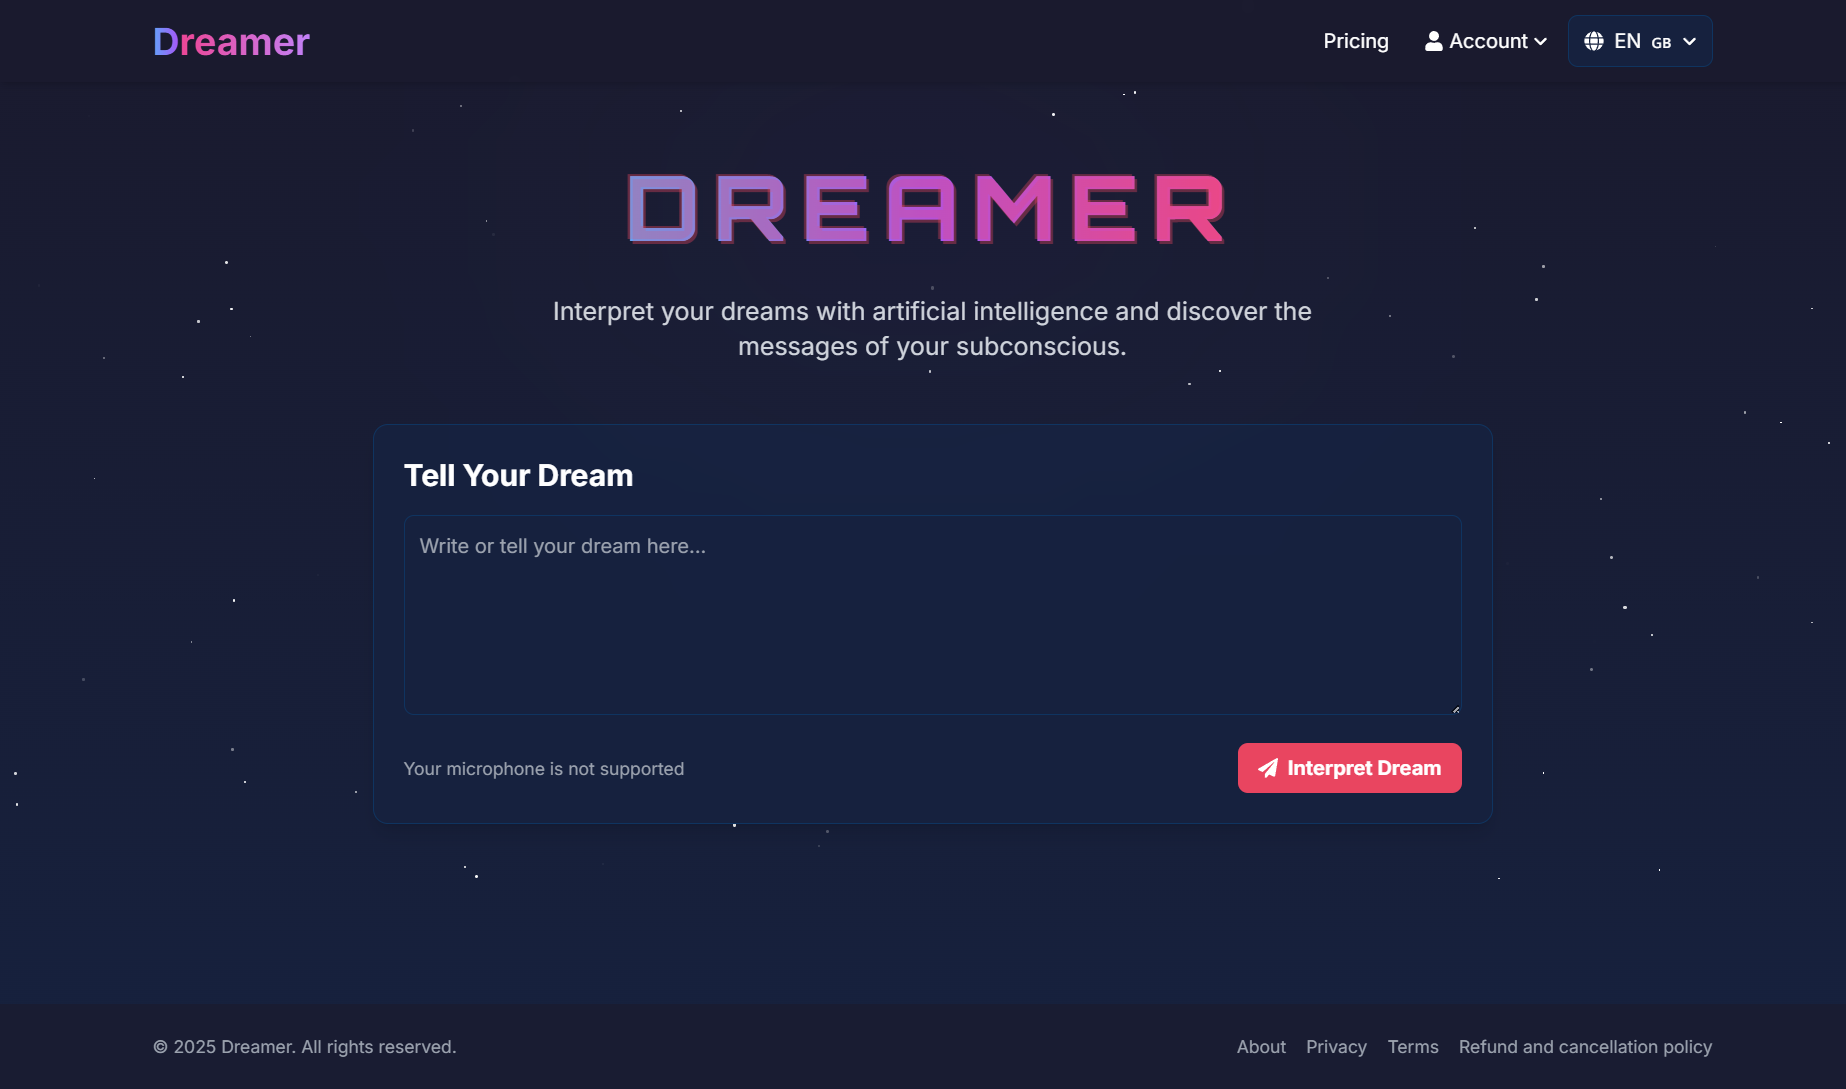 Dreamer
Pricing
Account
EN GB
DREAMER
Interpret your dreams with artificial intelligence and discover the
messages of your subconscious.
Tell Your Dream
Write or tell your dream here...
Your microphone is not supported
Interpret Dream
© 2025 Dreamer. All rights reserved.
About
Privacy
Terms
Refund and cancellation policy